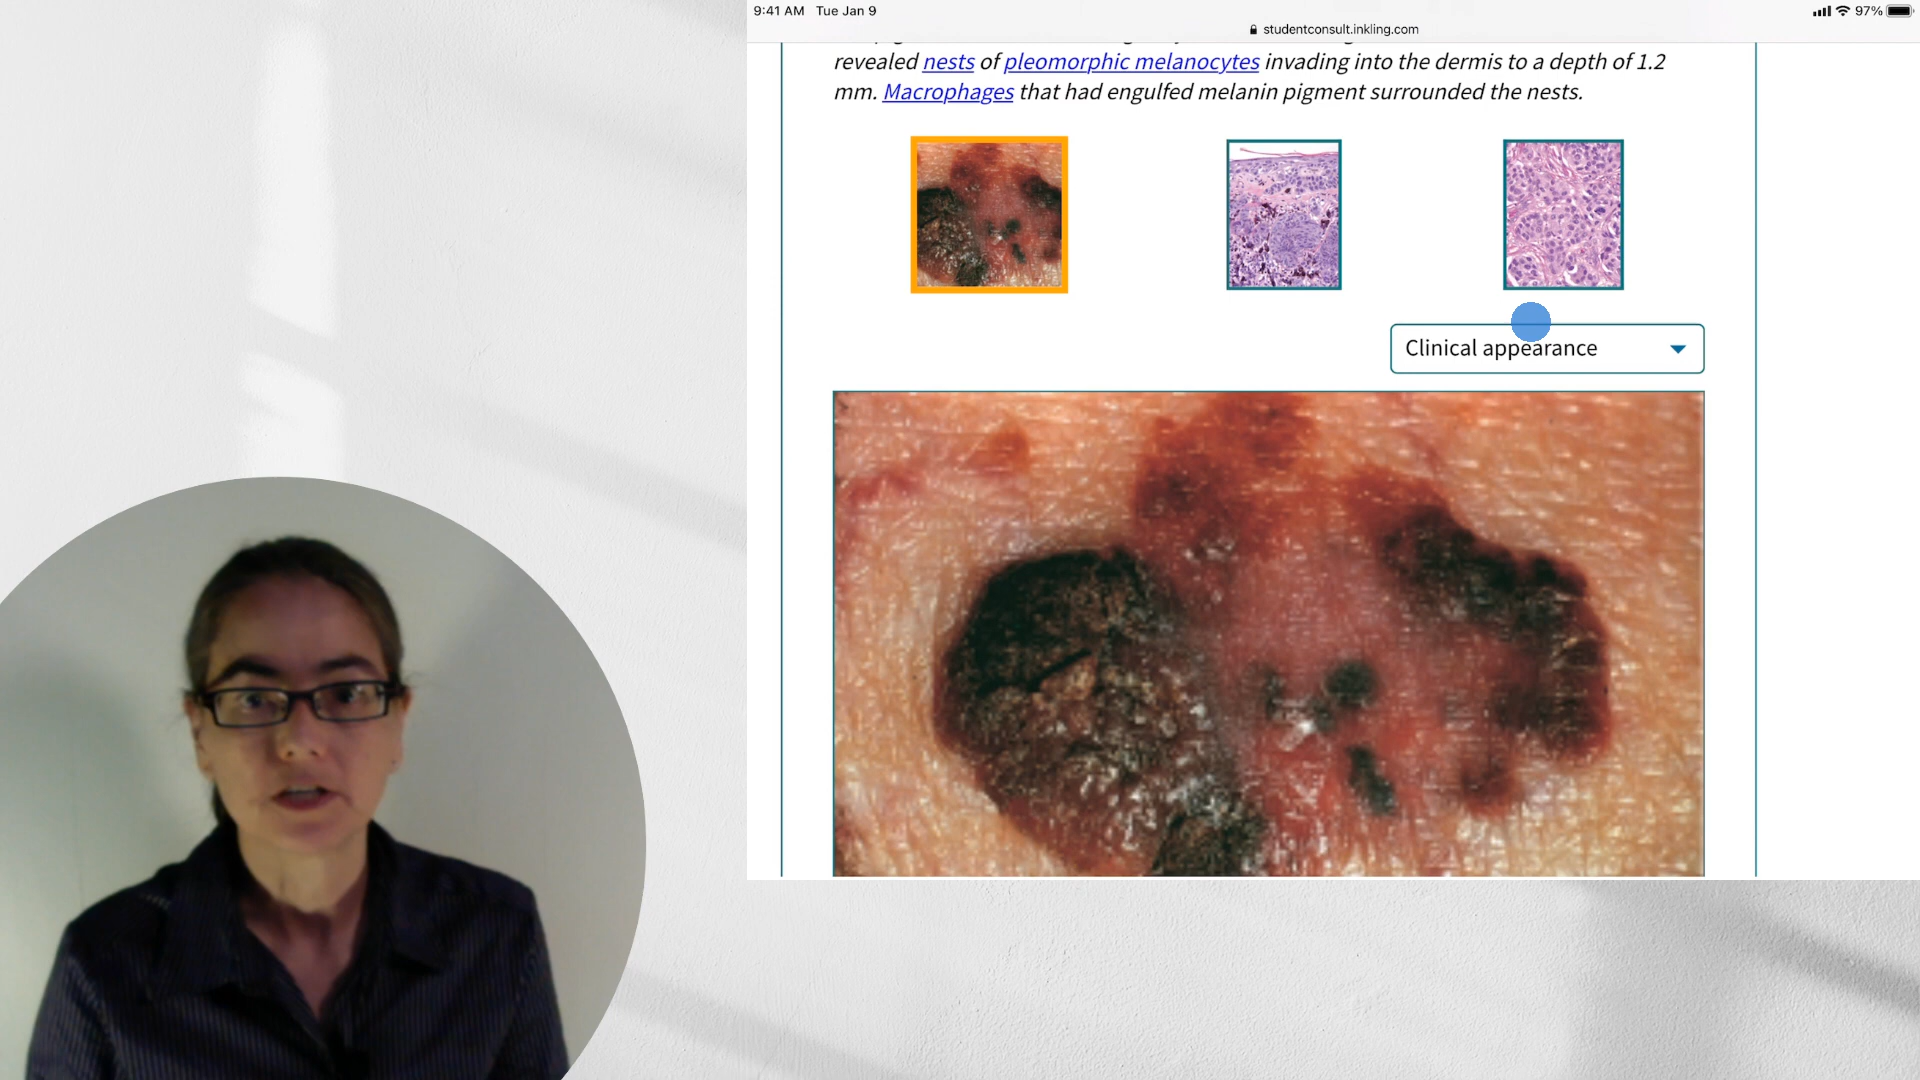 9:41 AM Tue Jan 9
97%
studentconsult.inkling.com
revealed nests of pleomorphic melanocytes invading into the dermis to a depth of 1.2
mm. Macrophages that had engulfed melanin pigment surrounded the nests.
Clinical appearance